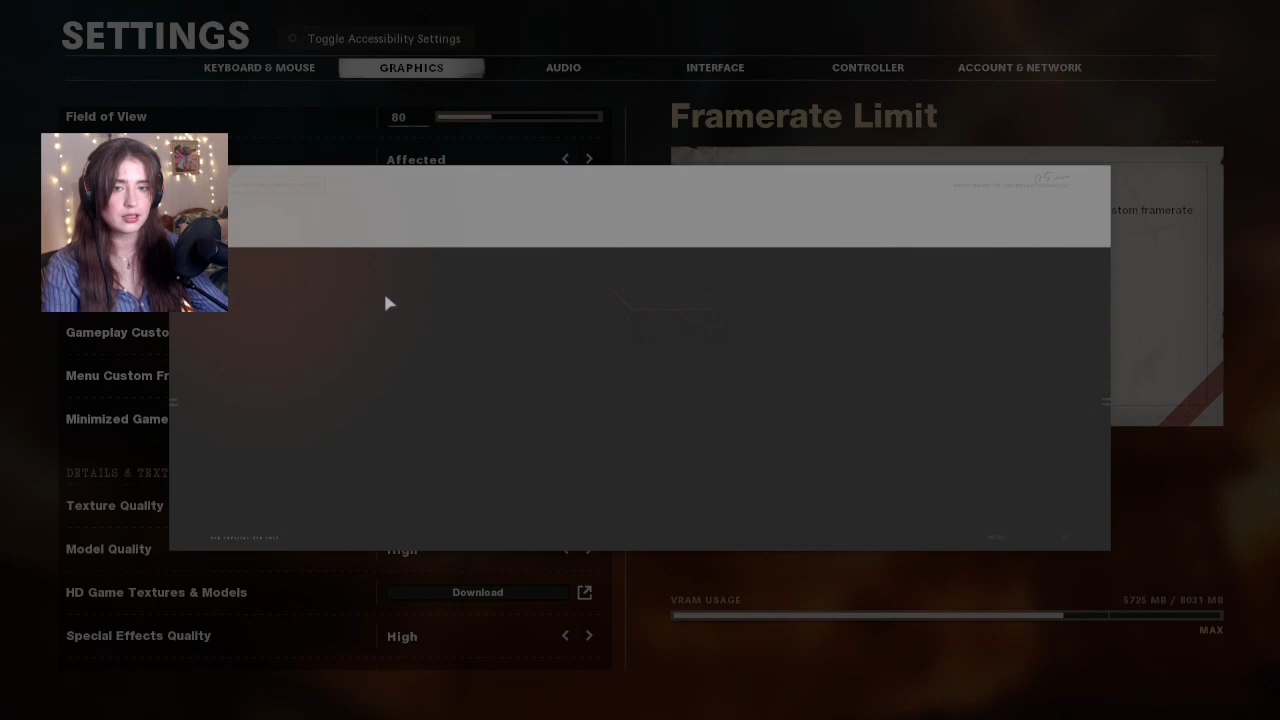 SETTINGS
Toggle Accessibility Settings
KEYBOARD & MOUSE
GRAPHICS
AUDIO
INTERFACE
CONTROLLER
ACCOUNT & NETWORK
Field of View
80
Framerate Limit
Affected
stom framerate
Gameplay Custo
Menu Custom Fr
Minimized Game
DETAILS & TEXT
Texture Quality
Model Quality
High
HD Game Textures & Models
Download
VRAM USAGE
5725 MB / 8031 MB
MAX
Special Effects Quality
High